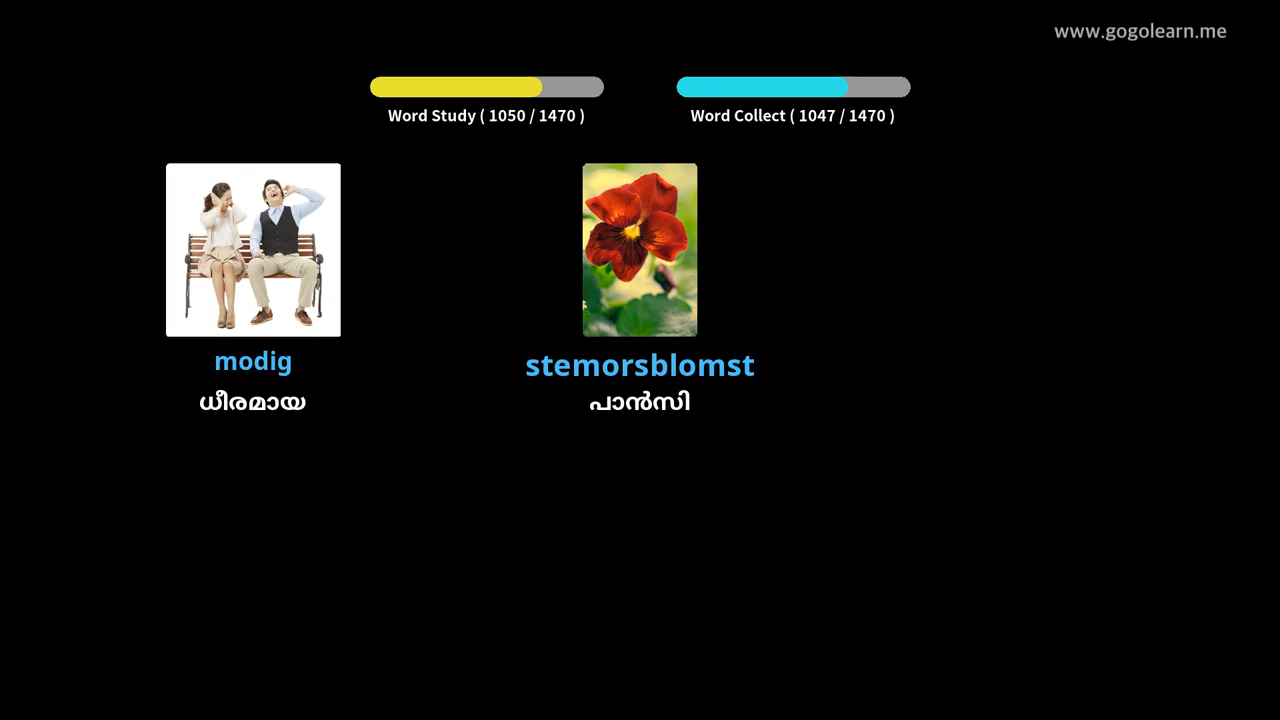 www.gogolearn.me
Word Study ( 1050 / 1470 )
Word Collect ( 1047 / 1470 )
modig
ധീരമായ
stemorsblomst
പാൻസി